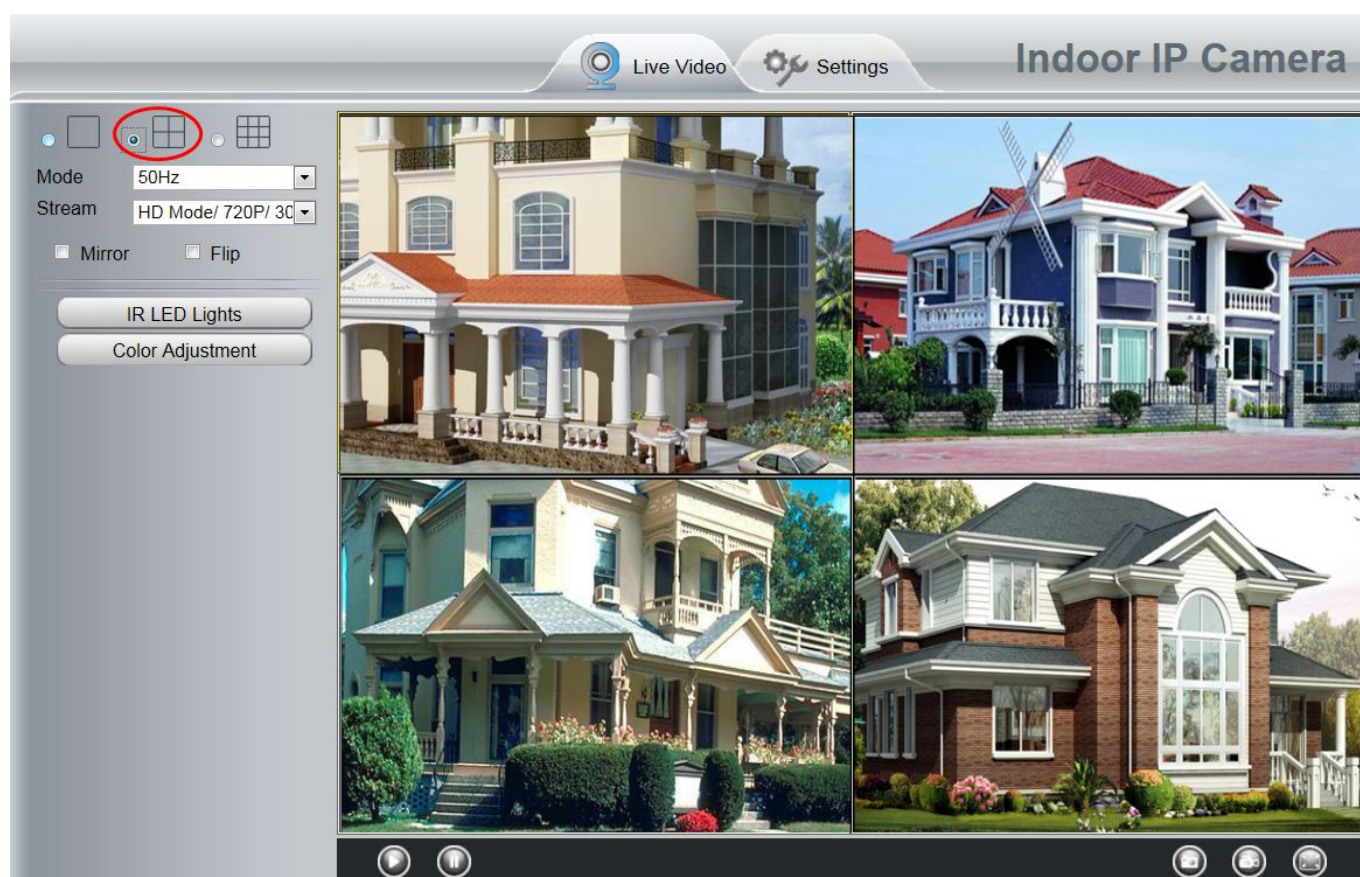 Live Video
Settings
Indoor IP Camera
Mode
50Hz
Stream
HD Mode/ 720P/ 30
Mirror
Flip
IR LED Lights
Color Adjustment